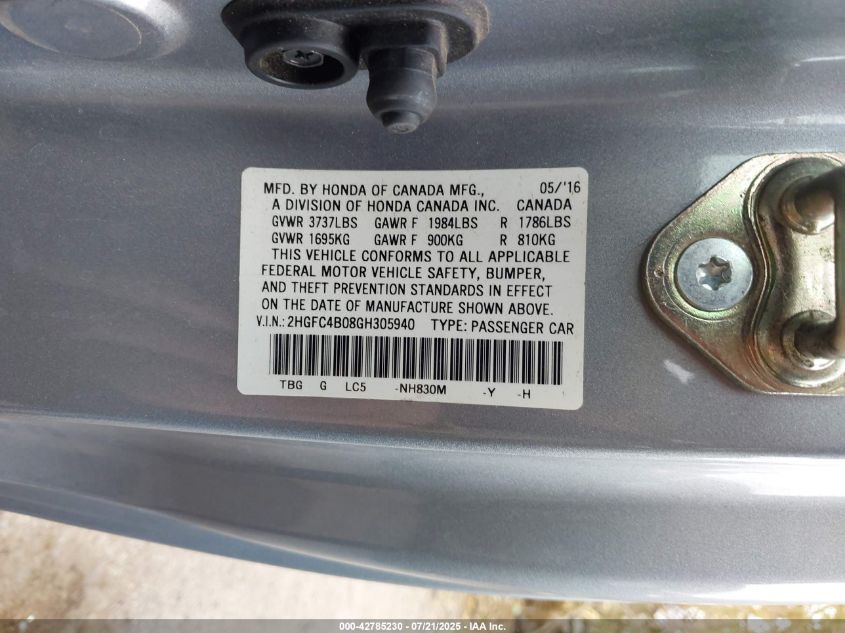 MFD. BY HONDA OF CANADA MFG., 05/'16
A DIVISION OF HONDA CANADA INC. CANADA
GVWR 3737LBS GAWR F 1984LBS R 1786LBS
GVWR 1695KG GAWR F 900KG R 810KG
THIS VEHICLE CONFORMS TO ALL APPLICABLE
FEDERAL MOTOR VEHICLE SAFETY, BUMPER,
AND THEFT PREVENTION STANDARDS IN EFFECT
ON THE DATE OF MANUFACTURE SHOWN ABOVE.
V.I.N.: 2HGFC4B08GH305940 TYPE: PASSENGER CAR
TBG G LC5 -NH830M -Y -H
000-42785230 - 07/21/2025 - IAA Inc.